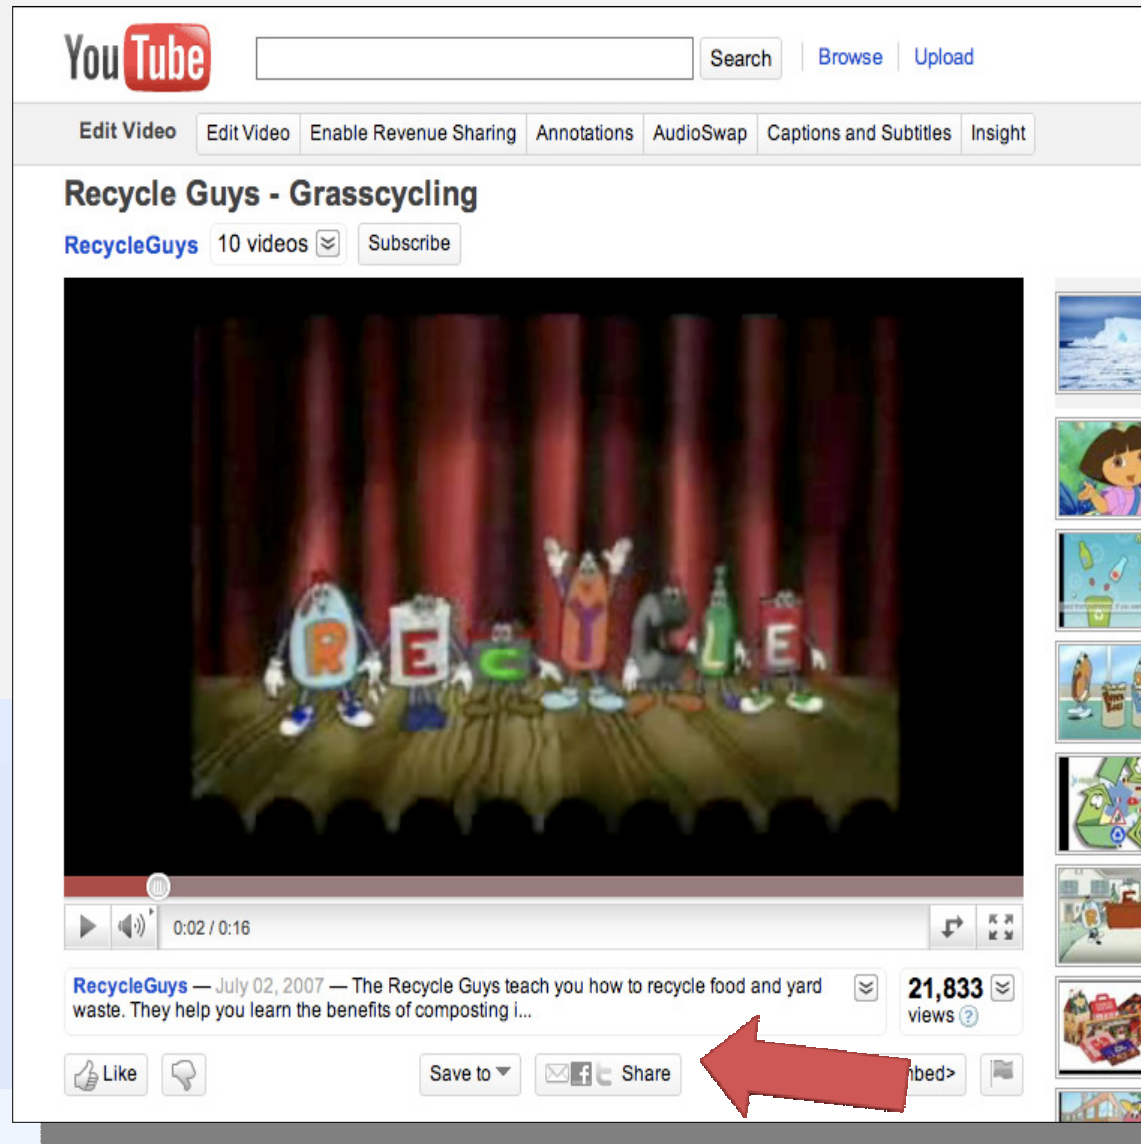 YouTube
Search Browse Upload
Edit Video Edit Video Enable Revenue Sharing Annotations AudioSwap Captions and Subtitles Insight
Recycle Guys - Grasscycling
RecycleGuys 10 videos Subscribe
RECYCLE
0:02 / 0:16
RecycleGuys — July 02, 2007 — The Recycle Guys teach you how to recycle food and yard
waste. They help you learn the benefits of composting i...
21,833
views ?
Like Save to Share bed>